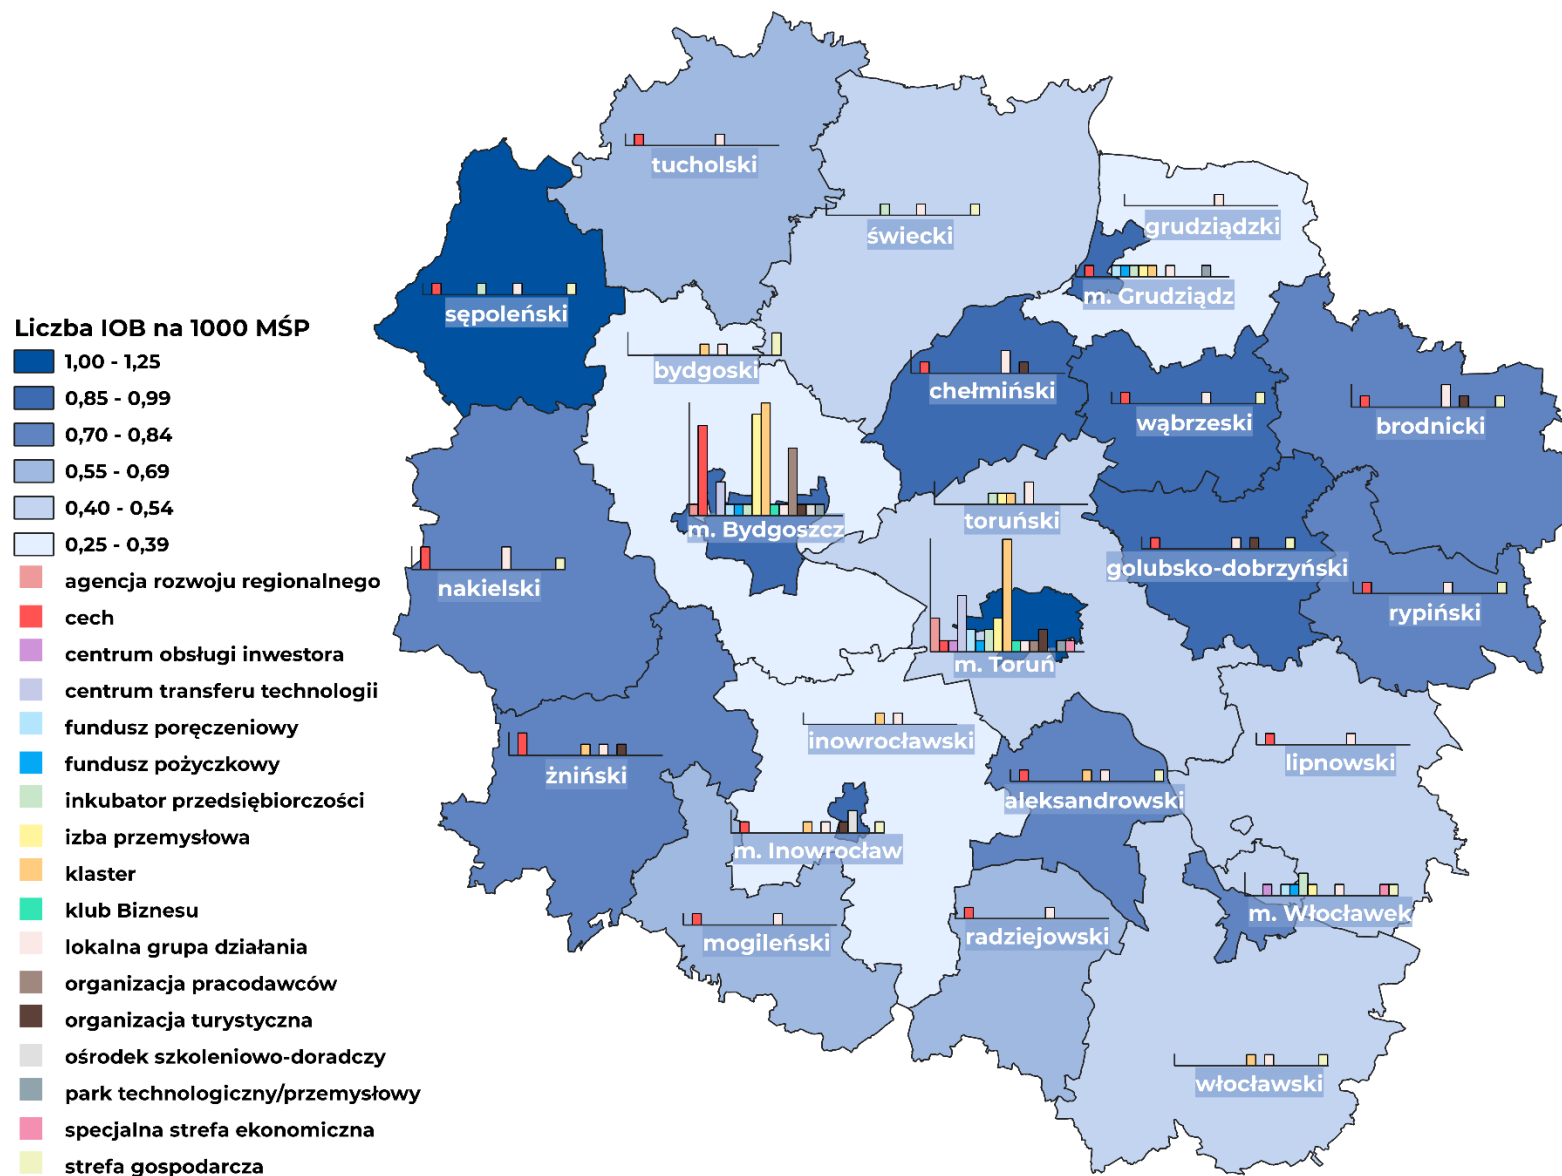 tucholski
świecki
grudziądzki
m. Grudziądz
sępoleński
Liczba IOB na 1000 MŚP
1,00 - 1,25
0,85 - 0,99
0,70 - 0,84
0,55 - 0,69
0,40 - 0,54
0,25 - 0,39
agencja rozwoju regionalnego
cech
centrum obsługi inwestora
centrum transferu technologii
fundusz poręczeniowy
fundusz pożyczkowy
inkubator przedsiębiorczości
izba przemysłowa
klaster
klub Biznesu
lokalna grupa działania
organizacja pracodawców
organizacja turystyczna
ośrodek szkoleniowo-doradczy
park technologiczny/przemysłowy
specjalna strefa ekonomiczna
strefa gospodarcza
bydgoski
chełmiński
wąbrzeski
brodnicki
m. Bydgoszcz
toruński
nakielski
golubsko-dobrzyński
rypiński
m. Toruń
żniński
inowrocławski
lipnowski
aleksandrowski
m. Inowrocław
m. Włocławek
mogileński
radziejowski
włocławski